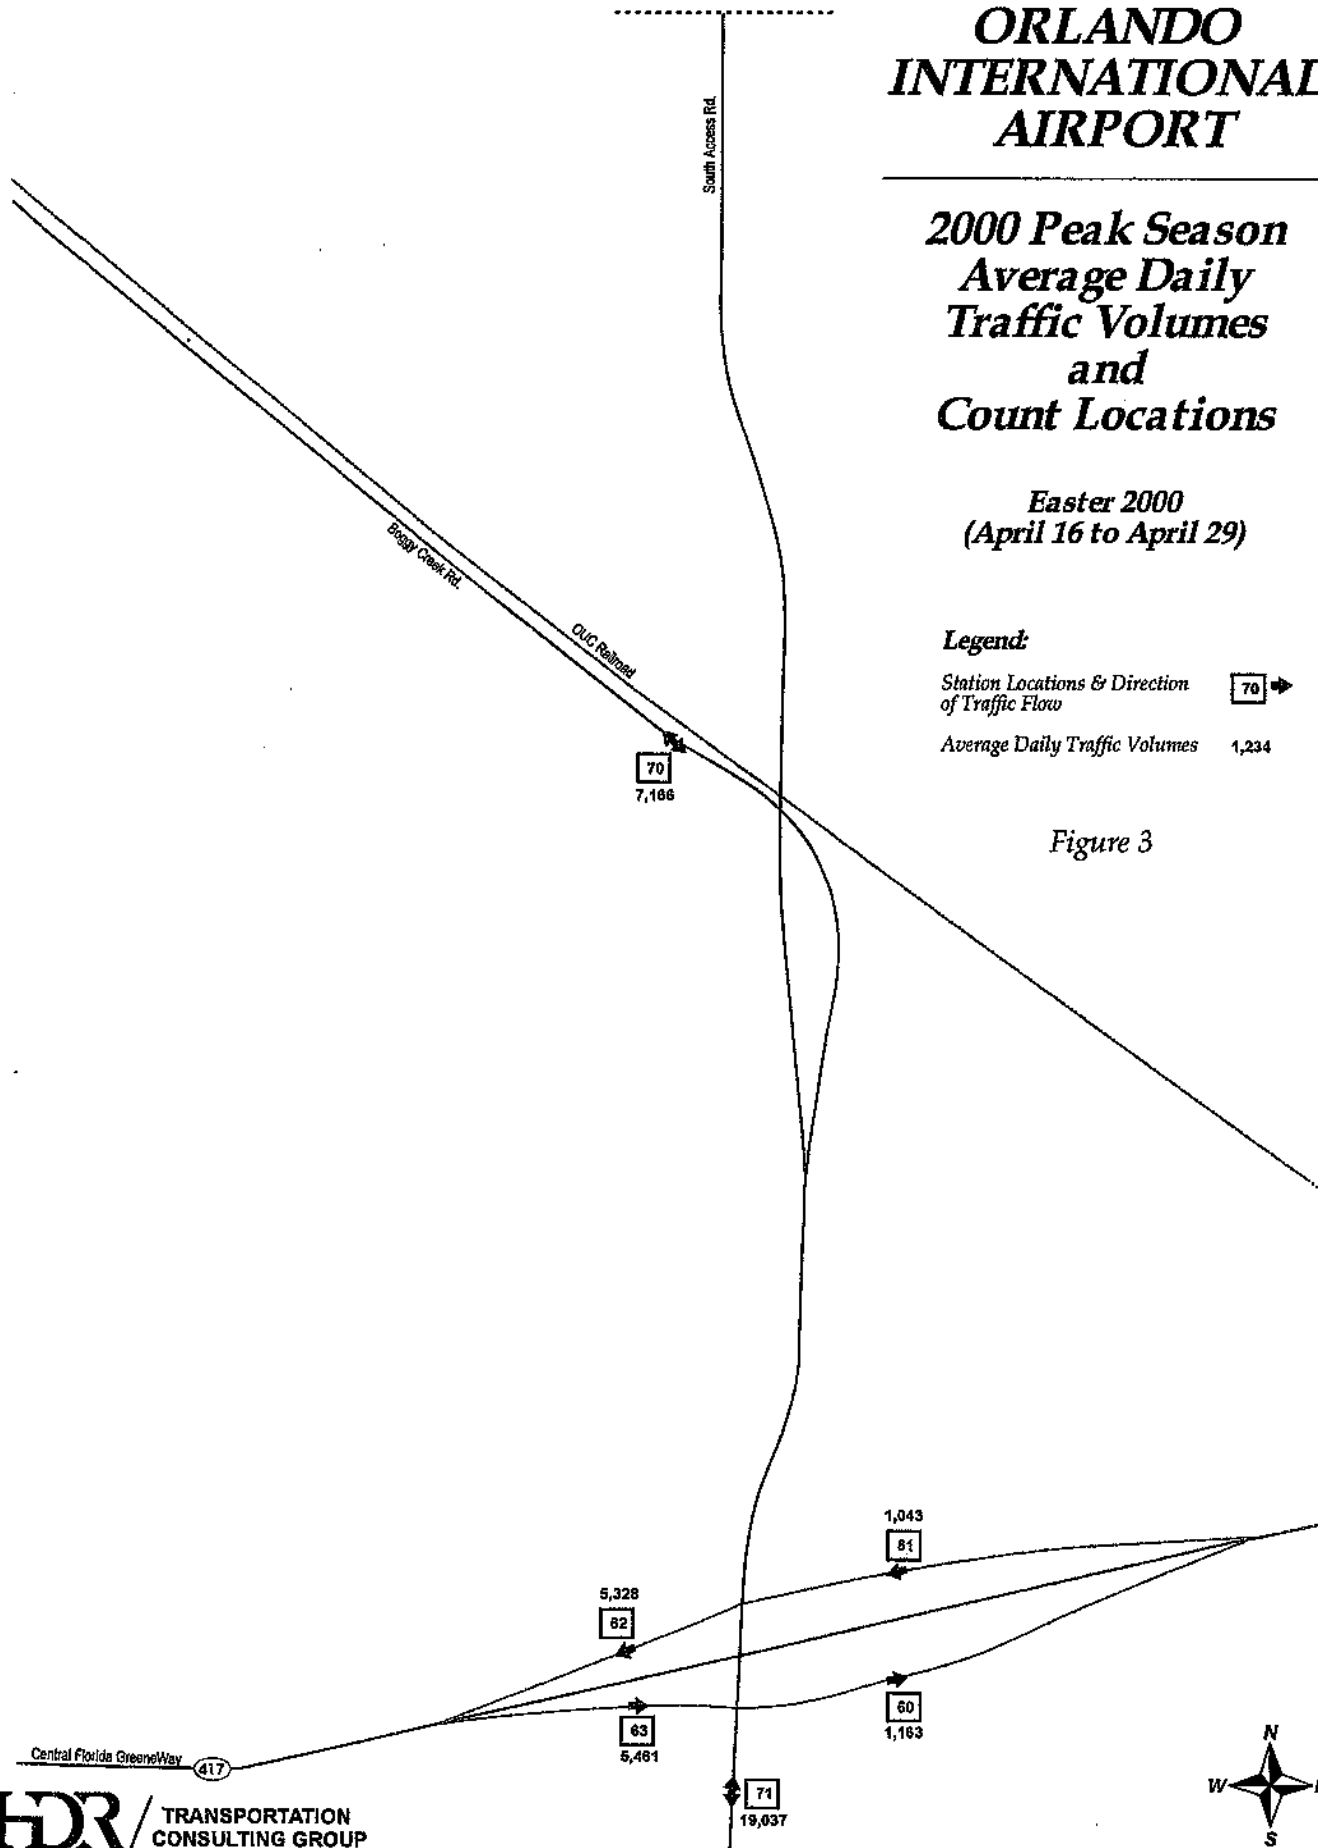 ORLANDO
INTERNATIONAL
AIRPORT
2000 Peak Season
Average Daily
Traffic Volumes
and
Count Locations
Easter 2000
(April 16 to April 29)
Legend:
Station Locations & Direction
of Traffic Flow
70
Average Daily Traffic Volumes 1,234
Figure 3
South Access Rd.
Boggy Creek Rd.
OUC Railroad
70
7,166
1,043
61
5,328
62
63
5,461
60
1,163
71
19,037
Central Florida GreeneWay 417
HDR / TRANSPORTATION
CONSULTING GROUP
N
W
S